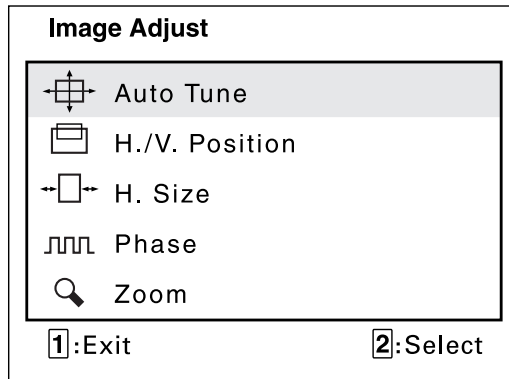 Image Adjust
Auto Tune
H./V. Position
H. Size
Phase
Zoom
1:Exit 2:Select